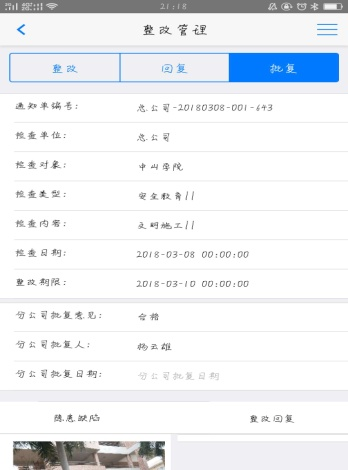 21:18
整改管理
整改 回复 批复
通知单编号: 总公司-20180308-001-643
检查单位: 总公司
检查对象: 中山学院
检查类型: 安全教育||
检查内容: 文明施工||
检查日期: 2018-03-08 00:00:00
整改期限: 2018-03-10 00:00:00
分公司批复意见: 合格
分公司批复人: 杨五雄
分公司批复日期: 分公司批复日期
隐患缺陷 整改回复